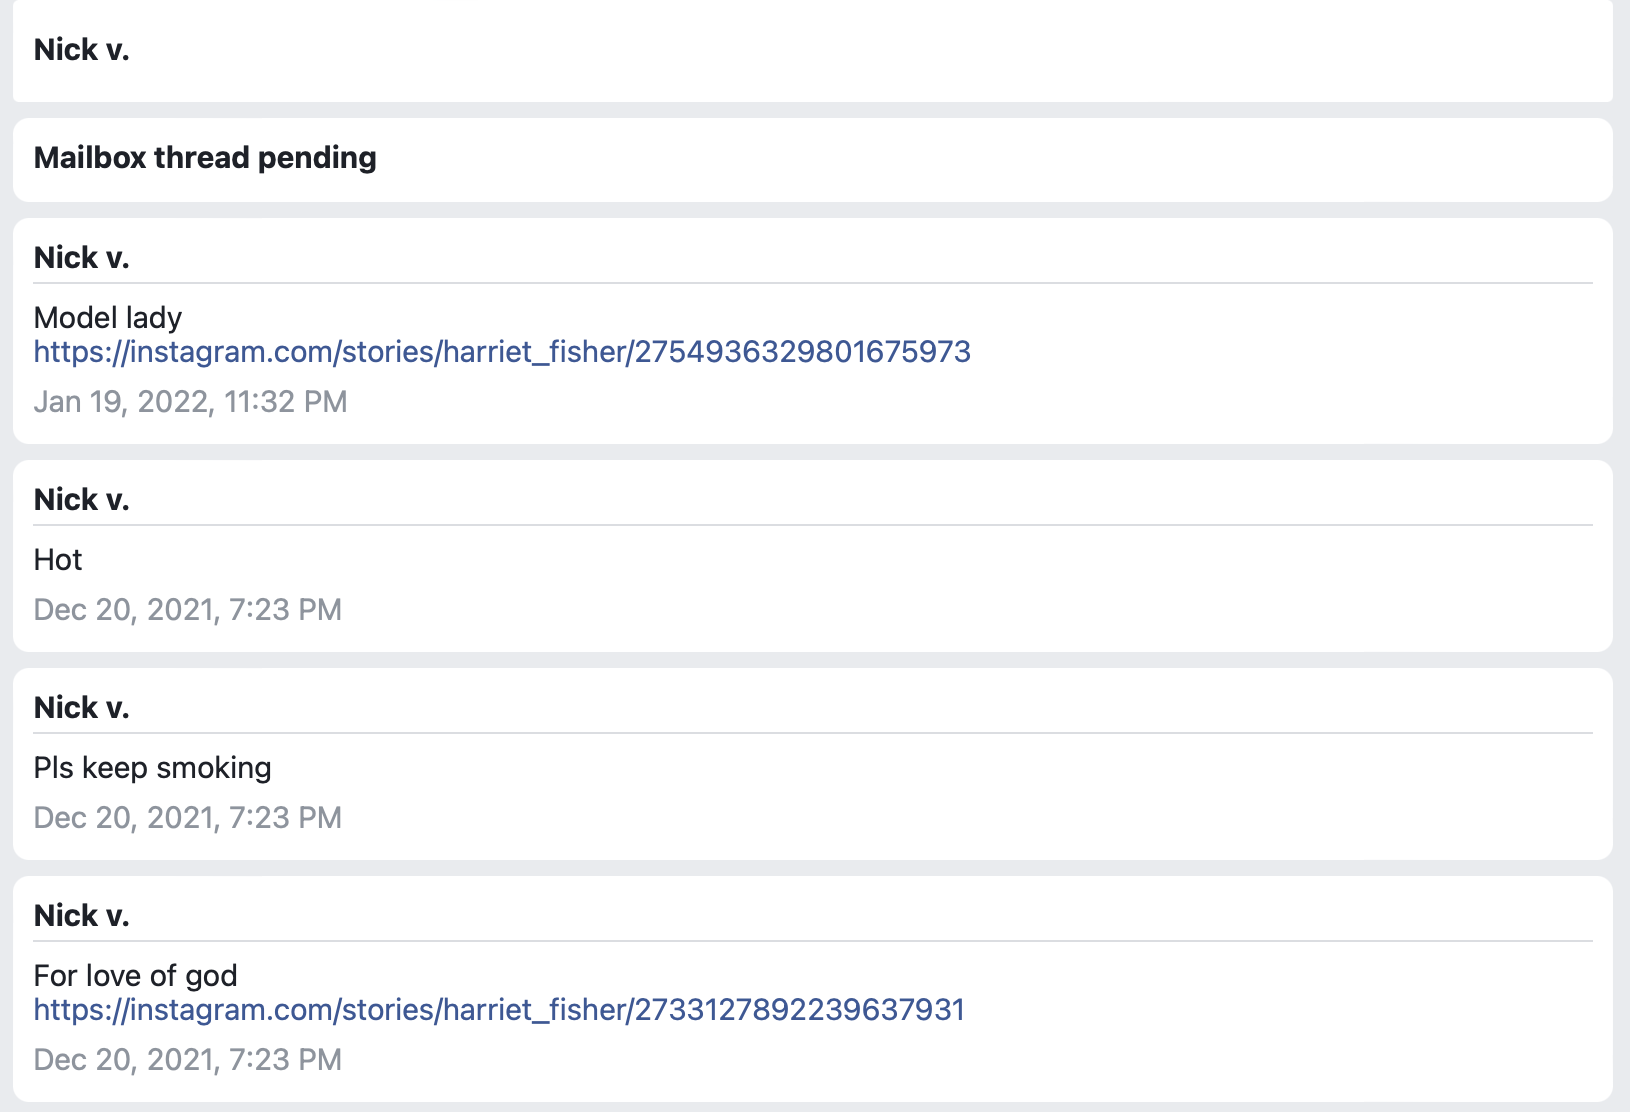 Nick v.
Mailbox thread pending
Nick v.
Model lady
https://instagram.com/stories/harriet_fisher/2754936329801675973
Jan 19, 2022, 11:32 PM
Nick v.
Hot
Dec 20, 2021, 7:23 PM
Nick v.
Pls keep smoking
Dec 20, 2021, 7:23 PM
Nick v.
For love of god
https://instagram.com/stories/harriet_fisher/2733127892239637931
Dec 20, 2021, 7:23 PM